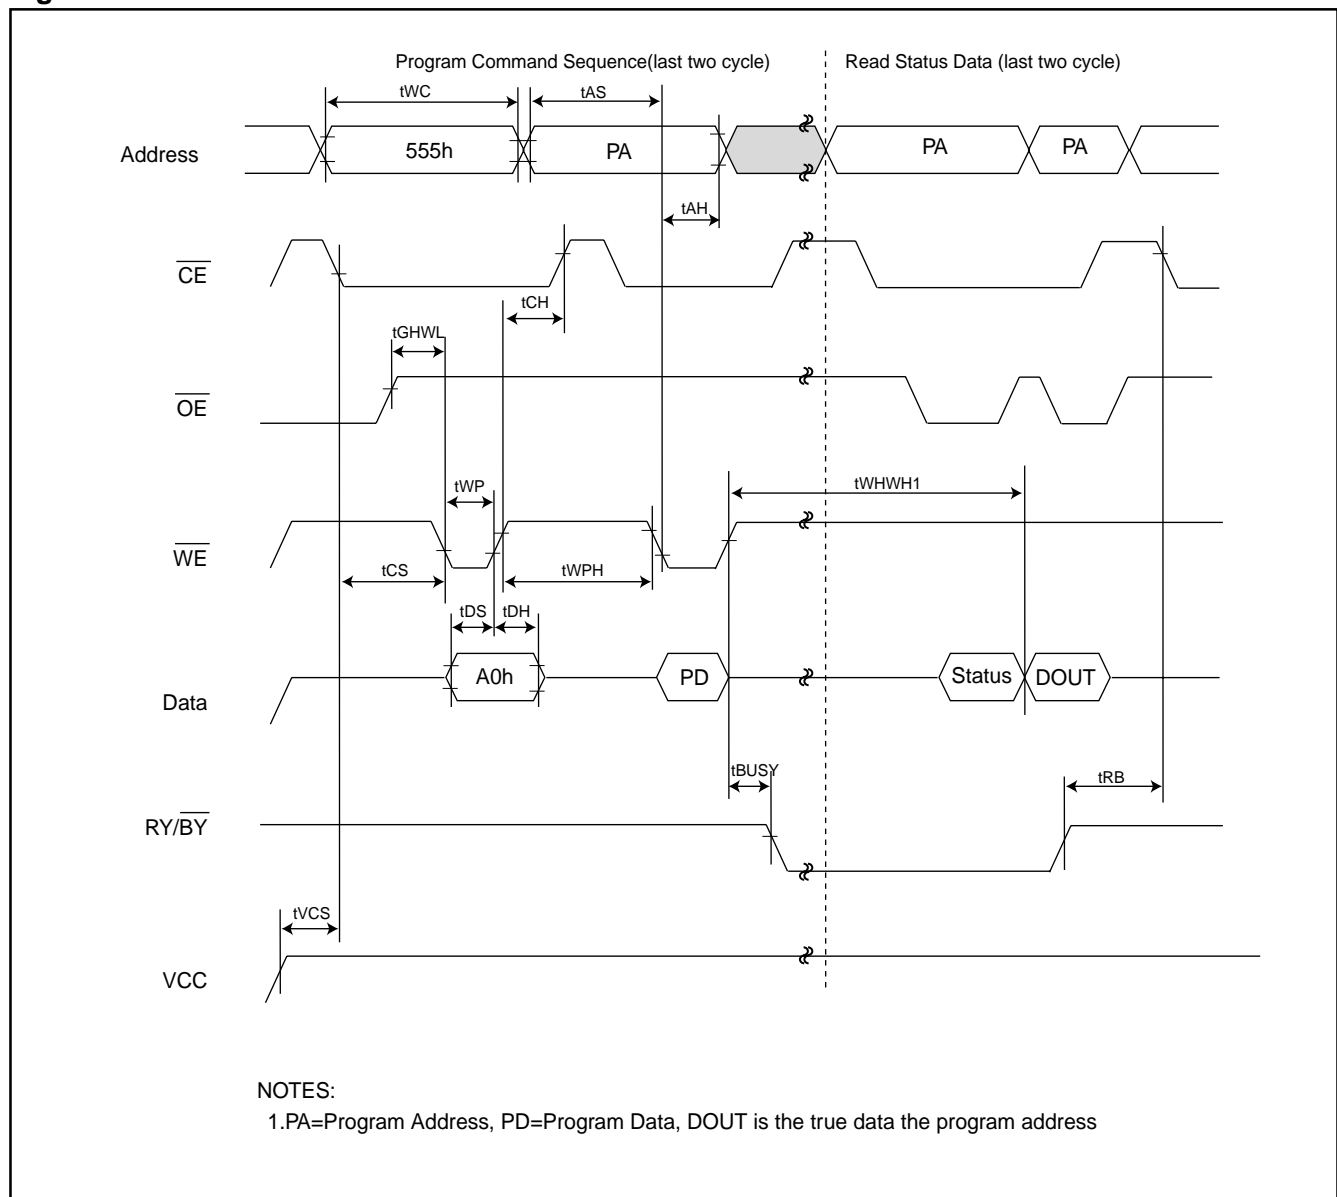 Program Command Sequence(last two cycle)
Read Status Data (last two cycle)
tWC
tAS
Address
555h
PA
PA
PA
tAH
CE
tCH
tGHWL
OE
tWP
tWHWH1
WE
tCS
tWPH
tDS
tDH
Data
A0h
PD
Status
DOUT
tBUSY
tRB
RY/BY
tVCS
VCC
NOTES:
1.PA=Program Address, PD=Program Data, DOUT is the true data the program address